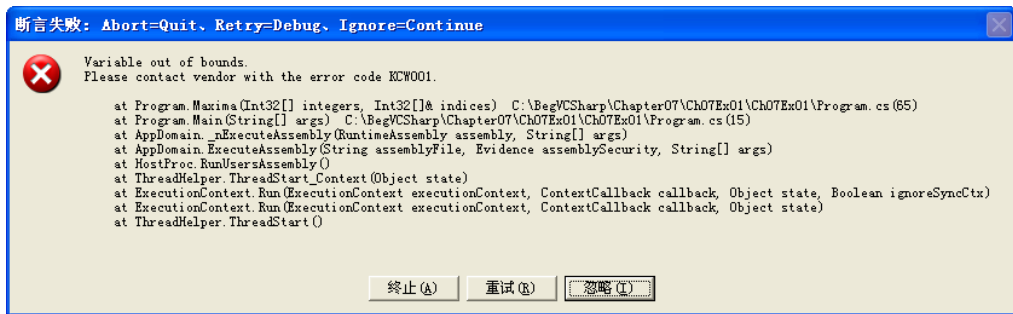 断言失败: Abort=Quit、Retry=Debug、Ignore=Continue
Variable out of bounds.
Please contact vendor with the error code KCW001.
at Program.Maxima(Int32[] integers, Int32[]& indices)  C:\BegVCSharp\Chapter07\Ch07Ex01\Ch07Ex01\Program.cs(65)
at Program.Main(String[] args)  C:\BegVCSharp\Chapter07\Ch07Ex01\Ch07Ex01\Program.cs(15)
at AppDomain._nExecuteAssembly(RuntimeAssembly assembly, String[] args)
at AppDomain.ExecuteAssembly(String assemblyFile, Evidence assemblySecurity, String[] args)
at HostProc.RunUsersAssembly()
at ThreadHelper.ThreadStart_Context(Object state)
at ExecutionContext.Run(ExecutionContext executionContext, ContextCallback callback, Object state, Boolean ignoreSyncCtx)
at ExecutionContext.Run(ExecutionContext executionContext, ContextCallback callback, Object state)
at ThreadHelper.ThreadStart()
终止(A) 重试(R) 忽略(I)